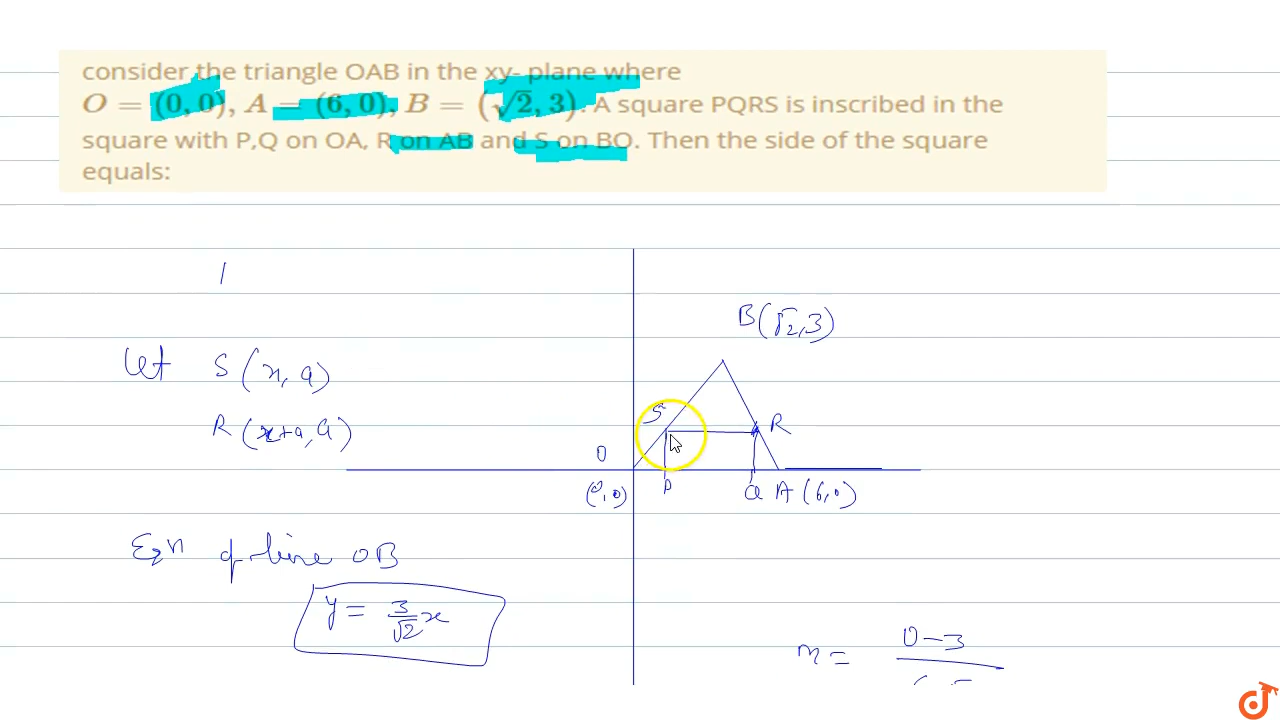 consider the triangle OAB in the xy- plane where
O = (0, 0), A = (6, 0), B = (√2, 3). A square PQRS is inscribed in the
square with P,Q on OA, R on AB and S on BO. Then the side of the square
equals:
B(√2, 3)
Let S(x, a)
R(x+a, a)
S
R
O
(0,0)
P
Q A (6,0)
Eqn of line OB
y = 3/√2 x
m = 0-3